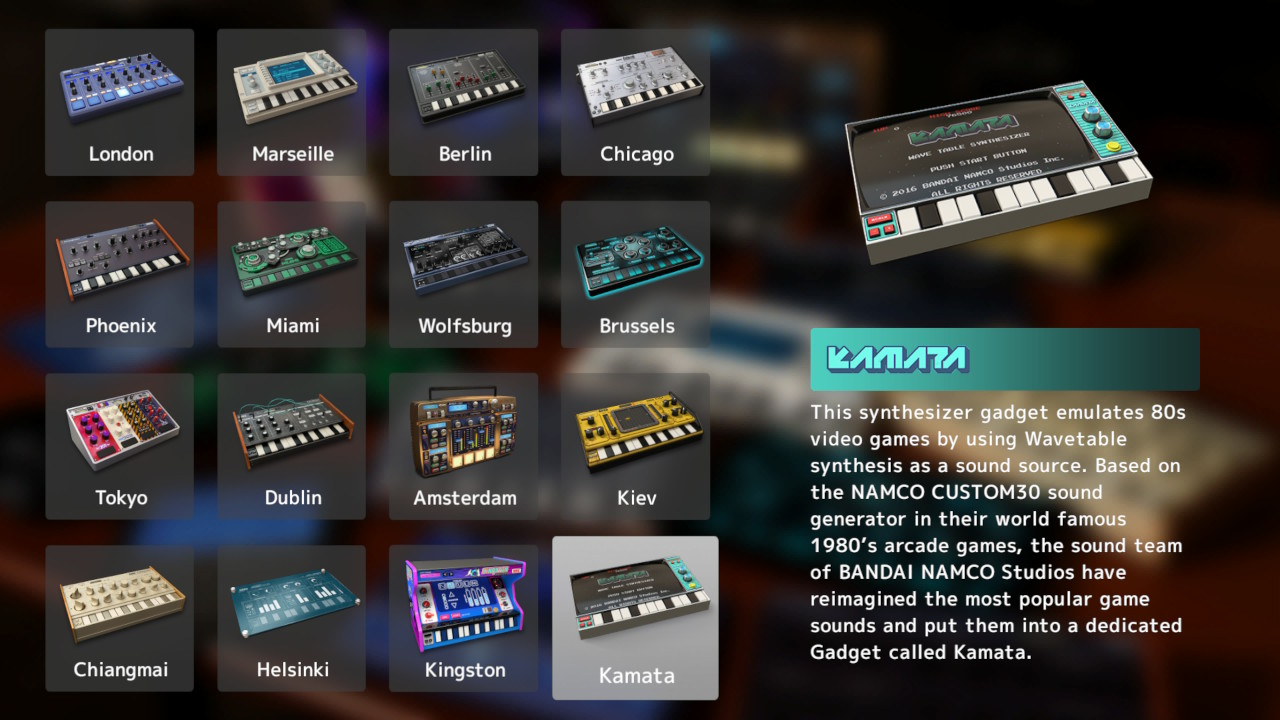 London
Marseille
Berlin
Chicago
Phoenix
Miami
Wolfsburg
Brussels
Tokyo
Dublin
Amsterdam
Kiev
Chiangmai
Helsinki
Kingston
Kamata
KAMATA
WAVE TABLE SYNTHESIZER
PUSH START BUTTON
© 2016 BANDAI NAMCO Studios Inc.
ALL RIGHTS RESERVED
KAMATA
This synthesizer gadget emulates 80s
video games by using Wavetable
synthesis as a sound source. Based on
the NAMCO CUSTOM30 sound
generator in their world famous
1980’s arcade games, the sound team
of BANDAI NAMCO Studios have
reimagined the most popular game
sounds and put them into a dedicated
Gadget called Kamata.